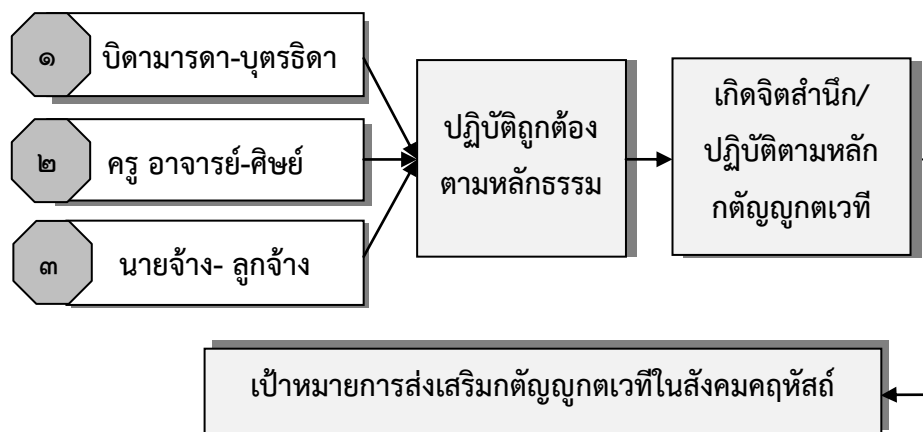 ๑ บิดามารดา-บุตรธิดา
๒ ครู อาจารย์-ศิษย์
๓ นายจ้าง- ลูกจ้าง
ปฏิบัติถูกต้อง
ตามหลักธรรม
เกิดจิตสำนึก/
ปฏิบัติตามหลัก
กตัญญูกตเวที
เป้าหมายการส่งเสริมกตัญญูกตเวทีในสังคมคฤหัสถ์